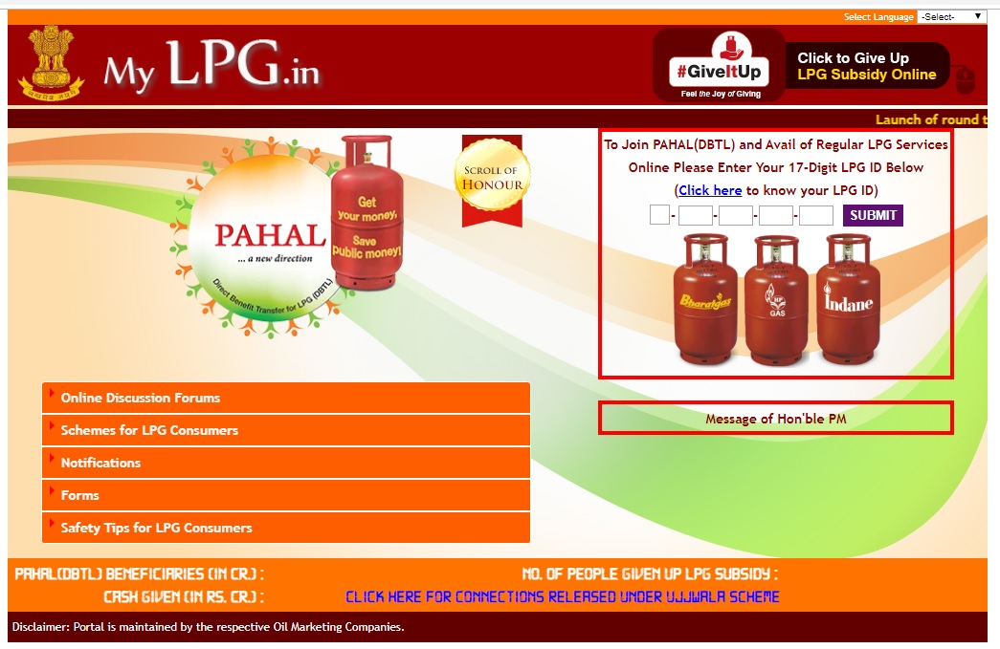 Select Language -Select-
My LPG.in
#GiveItUp
Feel the Joy of Giving
Click to Give Up
LPG Subsidy Online
Launch of round t
PAHAL
... a new direction
Direct Benefit Transfer for LPG (DBTL)
Get
your money,
Save
public money!
SCROLL OF
HONOUR
To Join PAHAL(DBTL) and Avail of Regular LPG Services
Online Please Enter Your 17-Digit LPG ID Below
(Click here to know your LPG ID)
- - - - SUBMIT
Bharatgas
HP
GAS
Indane
Message of Hon'ble PM
Online Discussion Forums
Schemes for LPG Consumers
Notifications
Forms
Safety Tips for LPG Consumers
PAHAL(DBTL) BENEFICIARIES (IN CR.) : NO. OF PEOPLE GIVEN UP LPG SUBSIDY :
CASH GIVEN (IN RS. CR.) : CLICK HERE FOR CONNECTIONS RELEASED UNDER UJJWALA SCHEME
Disclaimer: Portal is maintained by the respective Oil Marketing Companies.